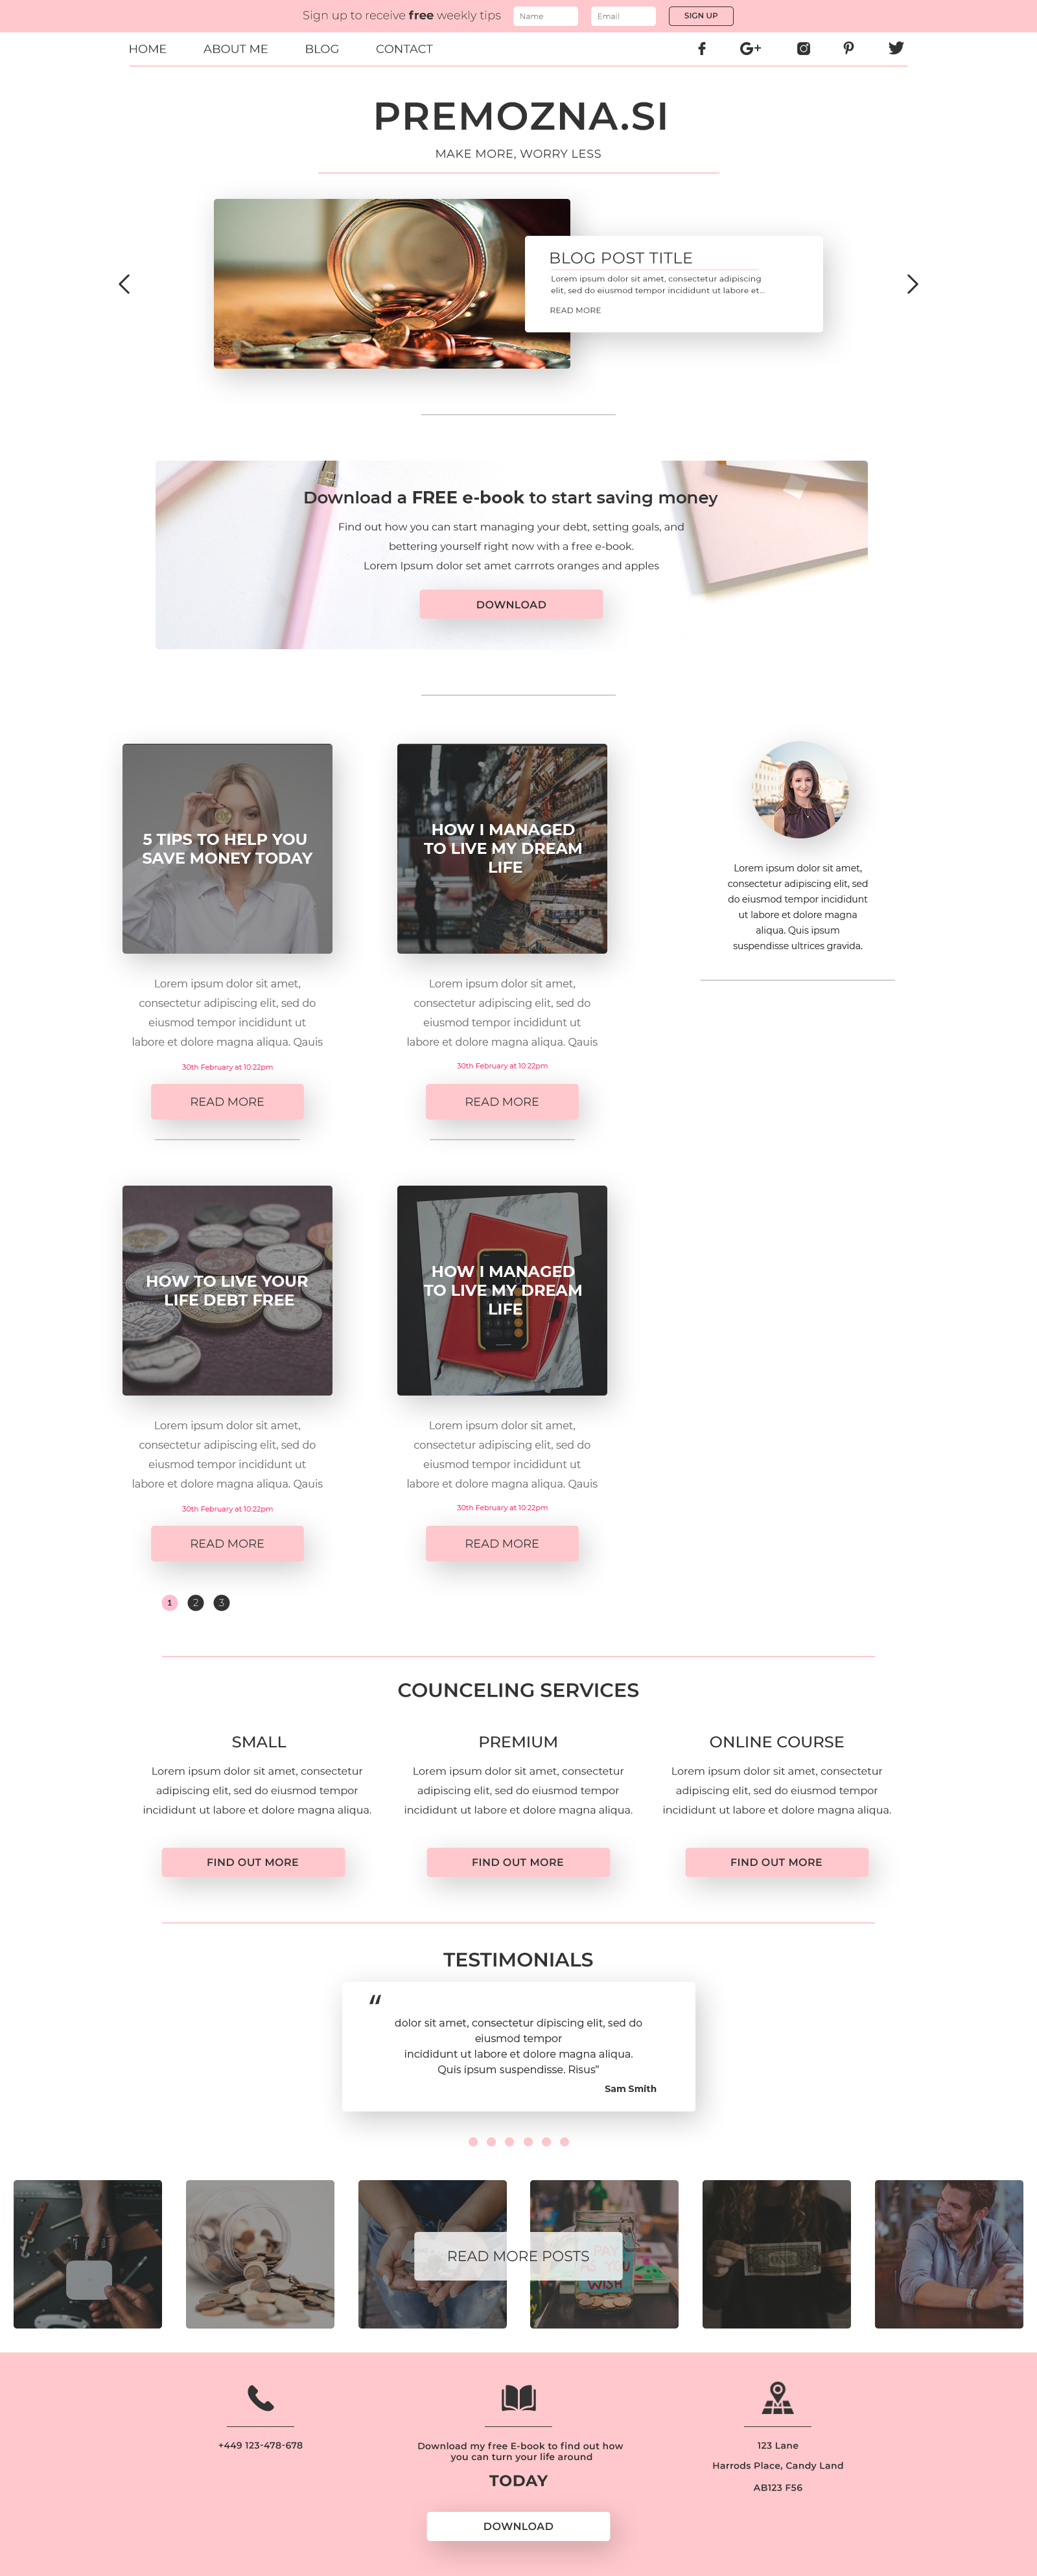 Sign up to receive free weekly tips
Name
Email
SIGN UP
HOME
ABOUT ME
BLOG
CONTACT
G+
PREMOZNA.SI
MAKE MORE, WORRY LESS
BLOG POST TITLE
Lorem ipsum dolor sit amet, consectetur adipiscing
elit, sed do eiusmod tempor incididunt ut labore et...
READ MORE
Download a FREE e-book to start saving money
Find out how you can start managing your debt, setting goals, and
bettering yourself right now with a free e-book.
Lorem Ipsum dolor set amet carrrots oranges and apples
DOWNLOAD
5 TIPS TO HELP YOU
SAVE MONEY TODAY
Lorem ipsum dolor sit amet,
consectetur adipiscing elit, sed do
eiusmod tempor incididunt ut
labore et dolore magna aliqua. Qauis
30th February at 10:22pm
READ MORE
HOW I MANAGED
TO LIVE MY DREAM
LIFE
Lorem ipsum dolor sit amet,
consectetur adipiscing elit, sed do
eiusmod tempor incididunt ut
labore et dolore magna aliqua. Qauis
30th February at 10:22pm
READ MORE
Lorem ipsum dolor sit amet,
consectetur adipiscing elit, sed
do eiusmod tempor incididunt
ut labore et dolore magna
aliqua. Quis ipsum
suspendisse ultrices gravida.
HOW TO LIVE YOUR
LIFE DEBT FREE
Lorem ipsum dolor sit amet,
consectetur adipiscing elit, sed do
eiusmod tempor incididunt ut
labore et dolore magna aliqua. Qauis
30th February at 10:22pm
READ MORE
HOW I MANAGED
TO LIVE MY DREAM
LIFE
Lorem ipsum dolor sit amet,
consectetur adipiscing elit, sed do
eiusmod tempor incididunt ut
labore et dolore magna aliqua. Qauis
30th February at 10:22pm
READ MORE
1
2
3
COUNCELING SERVICES
SMALL
Lorem ipsum dolor sit amet, consectetur
adipiscing elit, sed do eiusmod tempor
incididunt ut labore et dolore magna aliqua.
FIND OUT MORE
PREMIUM
Lorem ipsum dolor sit amet, consectetur
adipiscing elit, sed do eiusmod tempor
incididunt ut labore et dolore magna aliqua.
FIND OUT MORE
ONLINE COURSE
Lorem ipsum dolor sit amet, consectetur
adipiscing elit, sed do eiusmod tempor
incididunt ut labore et dolore magna aliqua.
FIND OUT MORE
TESTIMONIALS
“
dolor sit amet, consectetur dipiscing elit, sed do
eiusmod tempor
incididunt ut labore et dolore magna aliqua.
Quis ipsum suspendisse. Risus”
Sam Smith
READ MORE POSTS
PAY
AS YOU
WISH
ONE
+449 123-478-678
Download my free E-book to find out how
you can turn your life around
TODAY
DOWNLOAD
123 Lane
Harrods Place, Candy Land
AB123 F56